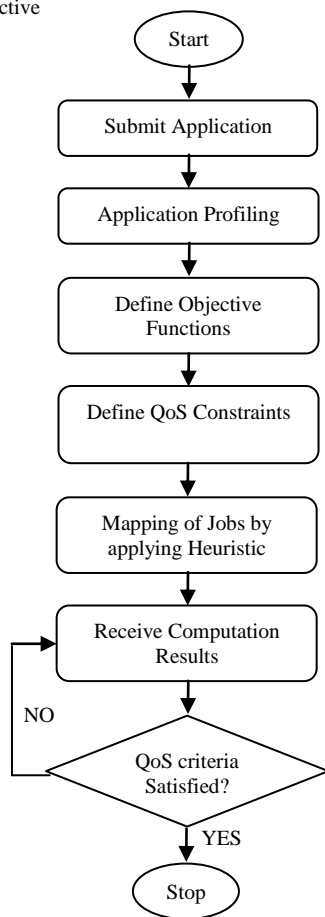 ctive
Start
Submit Application
Application Profiling
Define Objective
Functions
Define QoS Constraints
Mapping of Jobs by
applying Heuristic
Receive Computation
Results
NO
QoS criteria
Satisfied?
YES
Stop